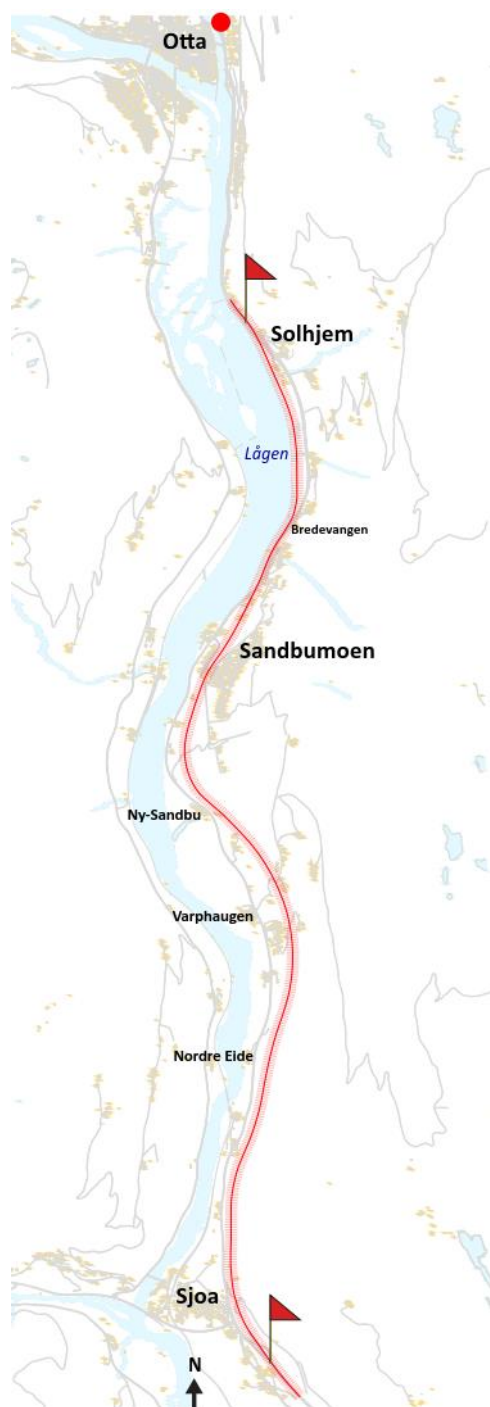 Otta
Solhjem
Lågen
Bredevangen
Sandbumoen
Ny-Sandbu
Varphaugen
Nordre Eide
Sjoa
N